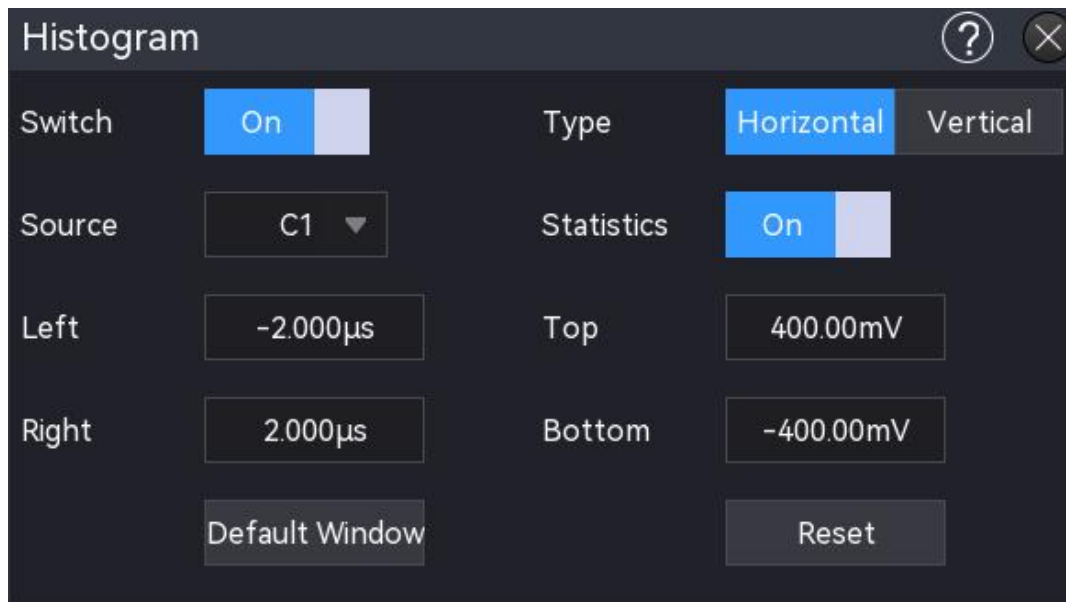 Histogram ?
Switch On Type Horizontal Vertical
Source C1 Statistics On
Left -2.000µs Top 400.00mV
Right 2.000µs Bottom -400.00mV
Default Window Reset